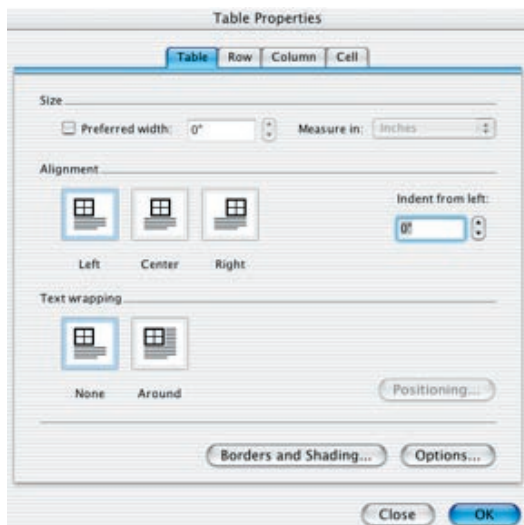 Table Properties
Table Row Column Cell
Size
Preferred width: 0" Measure in: Inches
Alignment
Indent from left:
0"
Left Center Right
Text wrapping
None Around
Positioning...
Borders and Shading... Options...
Close OK